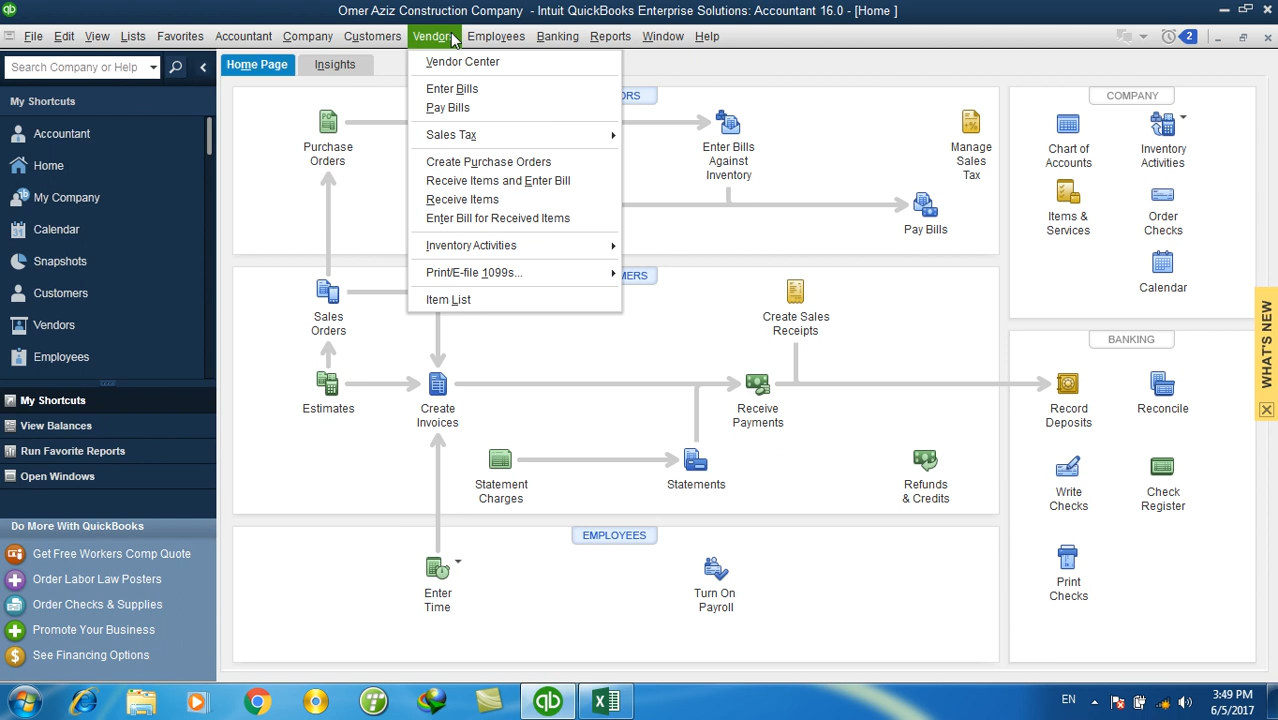 Omer Aziz Construction Company - Intuit QuickBooks Enterprise Solutions: Accountant 16.0 - [Home ]
File Edit View Lists Favorites Accountant Company Customers Vendors Employees Banking Reports Window Help
2
Search Company or Help
Home Page
Insights
My Shortcuts
Accountant
Home
My Company
Calendar
Snapshots
Customers
Vendors
Employees
My Shortcuts
View Balances
Run Favorite Reports
Open Windows
Do More With QuickBooks
Get Free Workers Comp Quote
Order Labor Law Posters
Order Checks & Supplies
Promote Your Business
See Financing Options
Vendor Center
Enter Bills
Pay Bills
Sales Tax
Create Purchase Orders
Receive Items and Enter Bill
Receive Items
Enter Bill for Received Items
Inventory Activities
Print/E-file 1099s...
Item List
ORS
Purchase
Orders
Enter Bills
Against
Inventory
Manage
Sales
Tax
Pay Bills
MERS
Sales
Orders
Create Sales
Receipts
Estimates
Create
Invoices
Receive
Payments
Statement
Charges
Statements
Refunds
& Credits
EMPLOYEES
Enter
Time
Turn On
Payroll
COMPANY
Chart of
Accounts
Inventory
Activities
Items &
Services
Order
Checks
Calendar
BANKING
Record
Deposits
Reconcile
Write
Checks
Check
Register
Print
Checks
WHAT'S NEW
EN
3:49 PM
6/5/2017